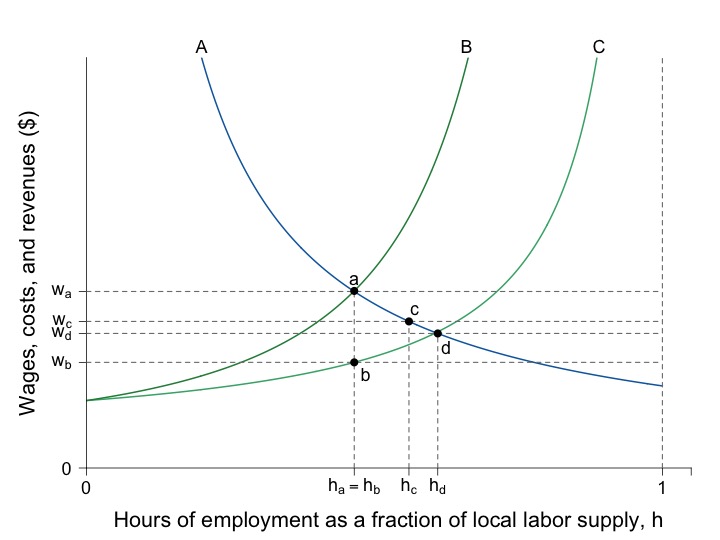 A B C
Wages, costs, and revenues ($)
a
wa
c
wc
wd
d
wb
b
0
0 ha = hb hc hd 1
Hours of employment as a fraction of local labor supply, h